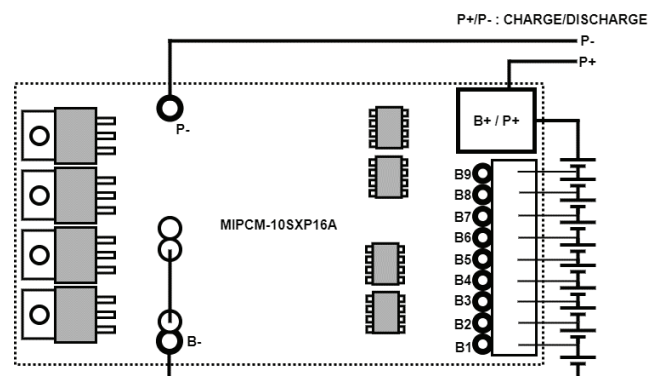 P+/P- : CHARGE/DISCHARGE
P-
P+
P-
B+ / P+
B9
B8
B7
MIPCM-10SXP16A
B6
B5
B4
B3
B2
B-
B1